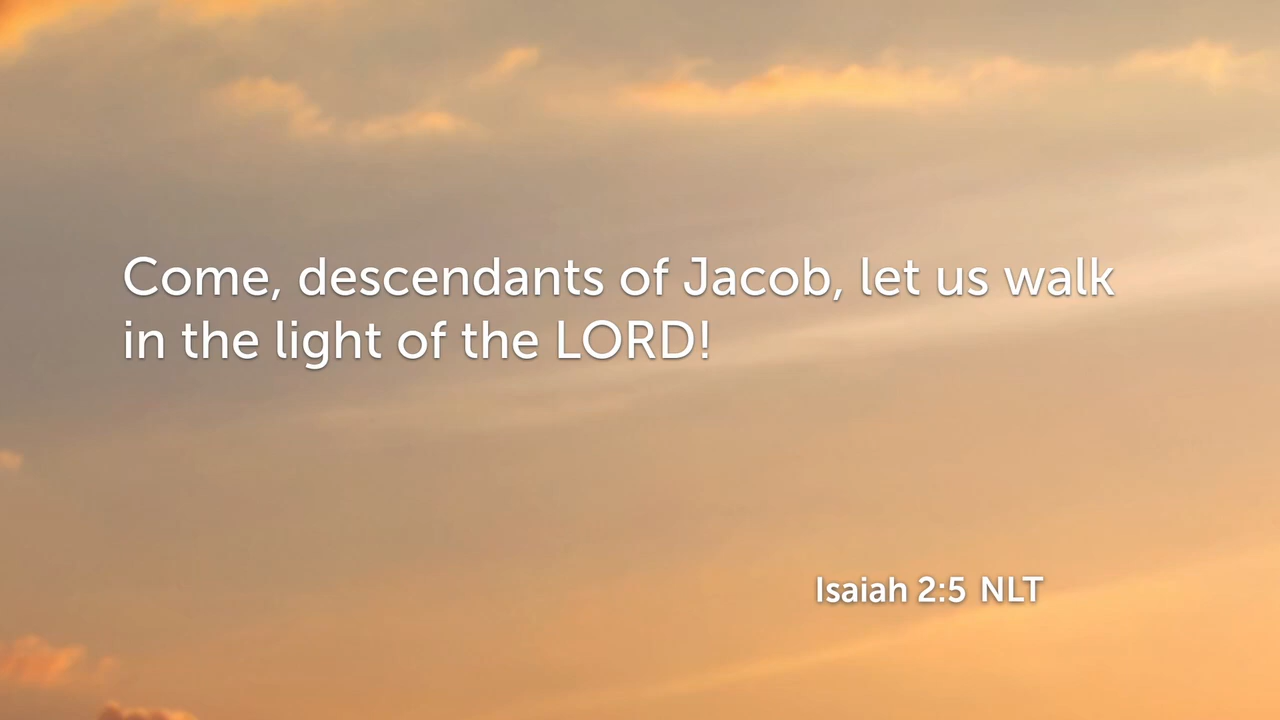 Come, descendants of Jacob, let us walk
in the light of the LORD!
Isaiah 2:5 NLT